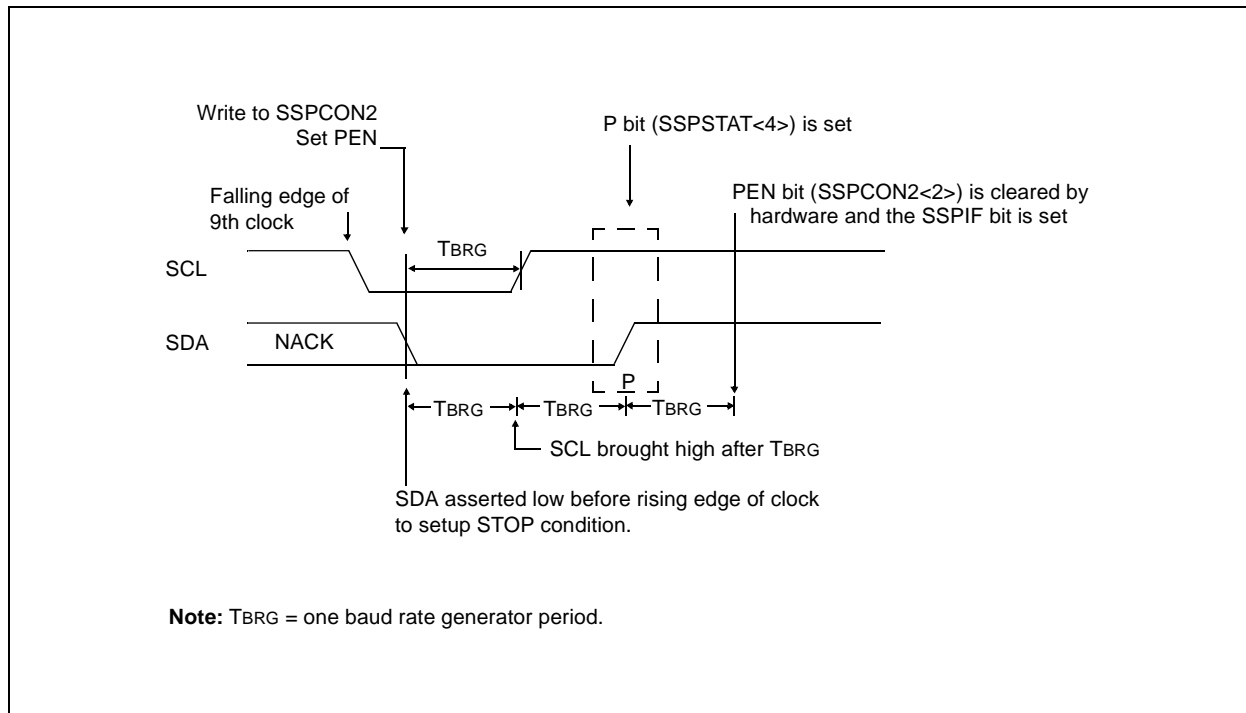 Write to SSPCON2
Set PEN
P bit (SSPSTAT<4>) is set
Falling edge of
9th clock
PEN bit (SSPCON2<2>) is cleared by
hardware and the SSPIF bit is set
SCL
TBRG
SDA
NACK
P
TBRG
TBRG
TBRG
SCL brought high after TBRG
SDA asserted low before rising edge of clock
to setup STOP condition.
Note: TBRG = one baud rate generator period.